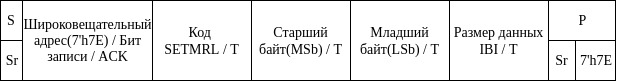 S
Sr
Широковещательный
адрес(7'h7E) / Бит
записи / ACK
Код
SETMRL / T
Старший
байт(MSb) / T
Младший
байт(LSb) / T
Размер данных
IBI / T
P
Sr
7'h7E